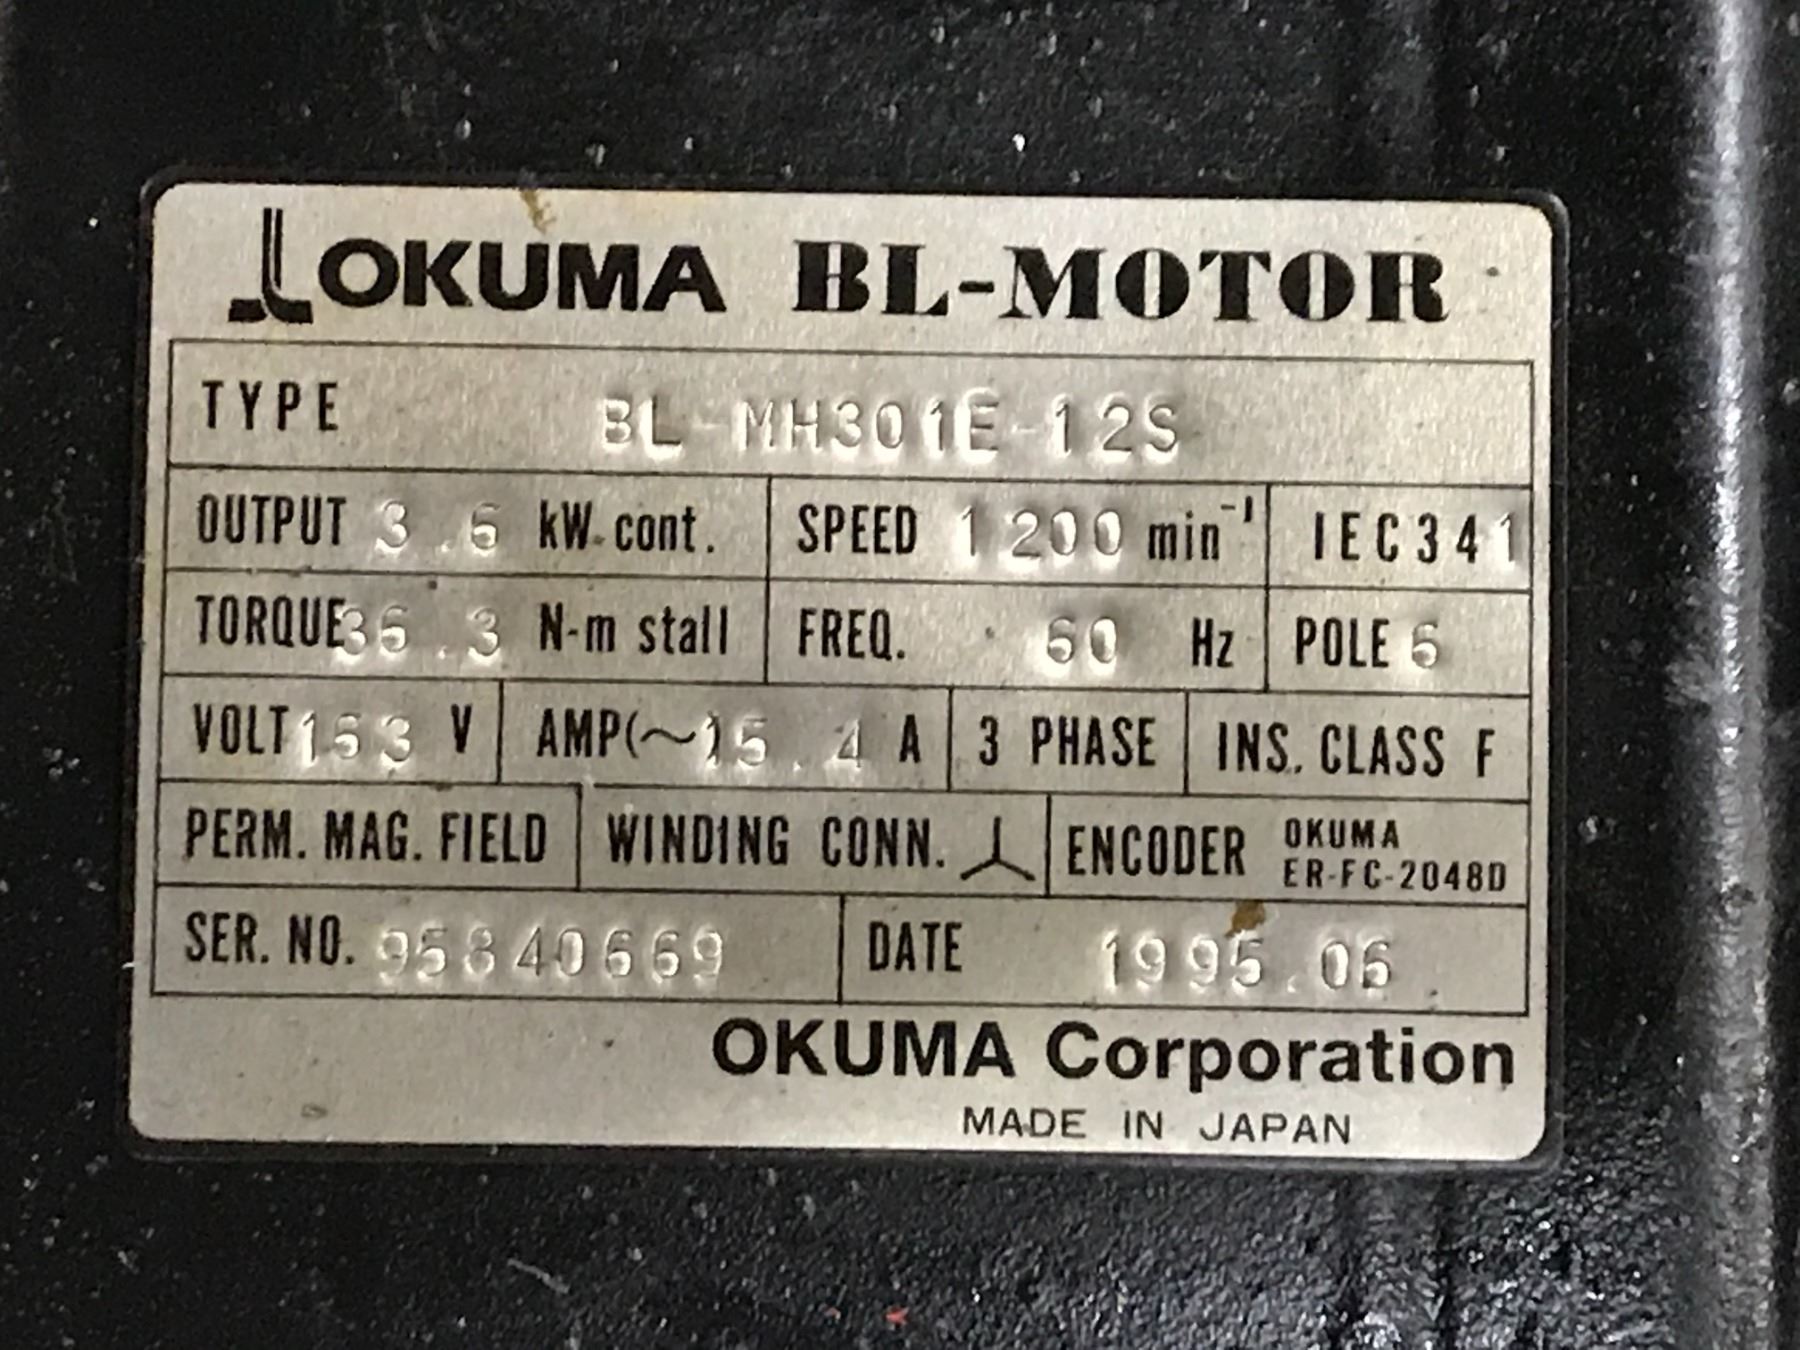 OKUMA BL-MOTOR
TYPE BL-MH301E-12S
OUTPUT 3.6 kW.cont. SPEED 1200 min⁻¹ IEC341
TORQUE 36.3 N-m stall FREQ. 60 Hz POLE 6
VOLT 153 V AMP(~) 15.4 A 3 PHASE INS. CLASS F
PERM. MAG. FIELD WINDING CONN. ENCODER OKUMA
ER-FC-2048D
SER. NO. 95840669 DATE 1995.06
OKUMA Corporation
MADE IN JAPAN